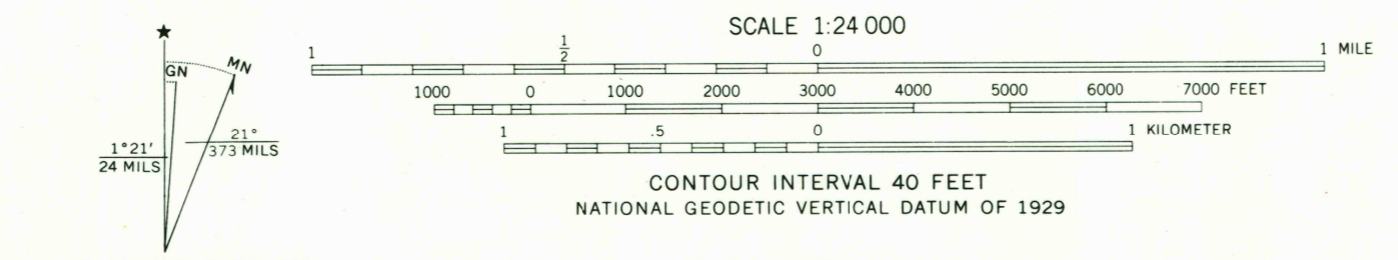 ★
GN
MN
1°21'
24 MILS
21°
373 MILS
SCALE 1:24 000
1 ½ 0 1 MILE
1000 0 1000 2000 3000 4000 5000 6000 7000 FEET
1 .5 0 1 KILOMETER
CONTOUR INTERVAL 40 FEET
NATIONAL GEODETIC VERTICAL DATUM OF 1929